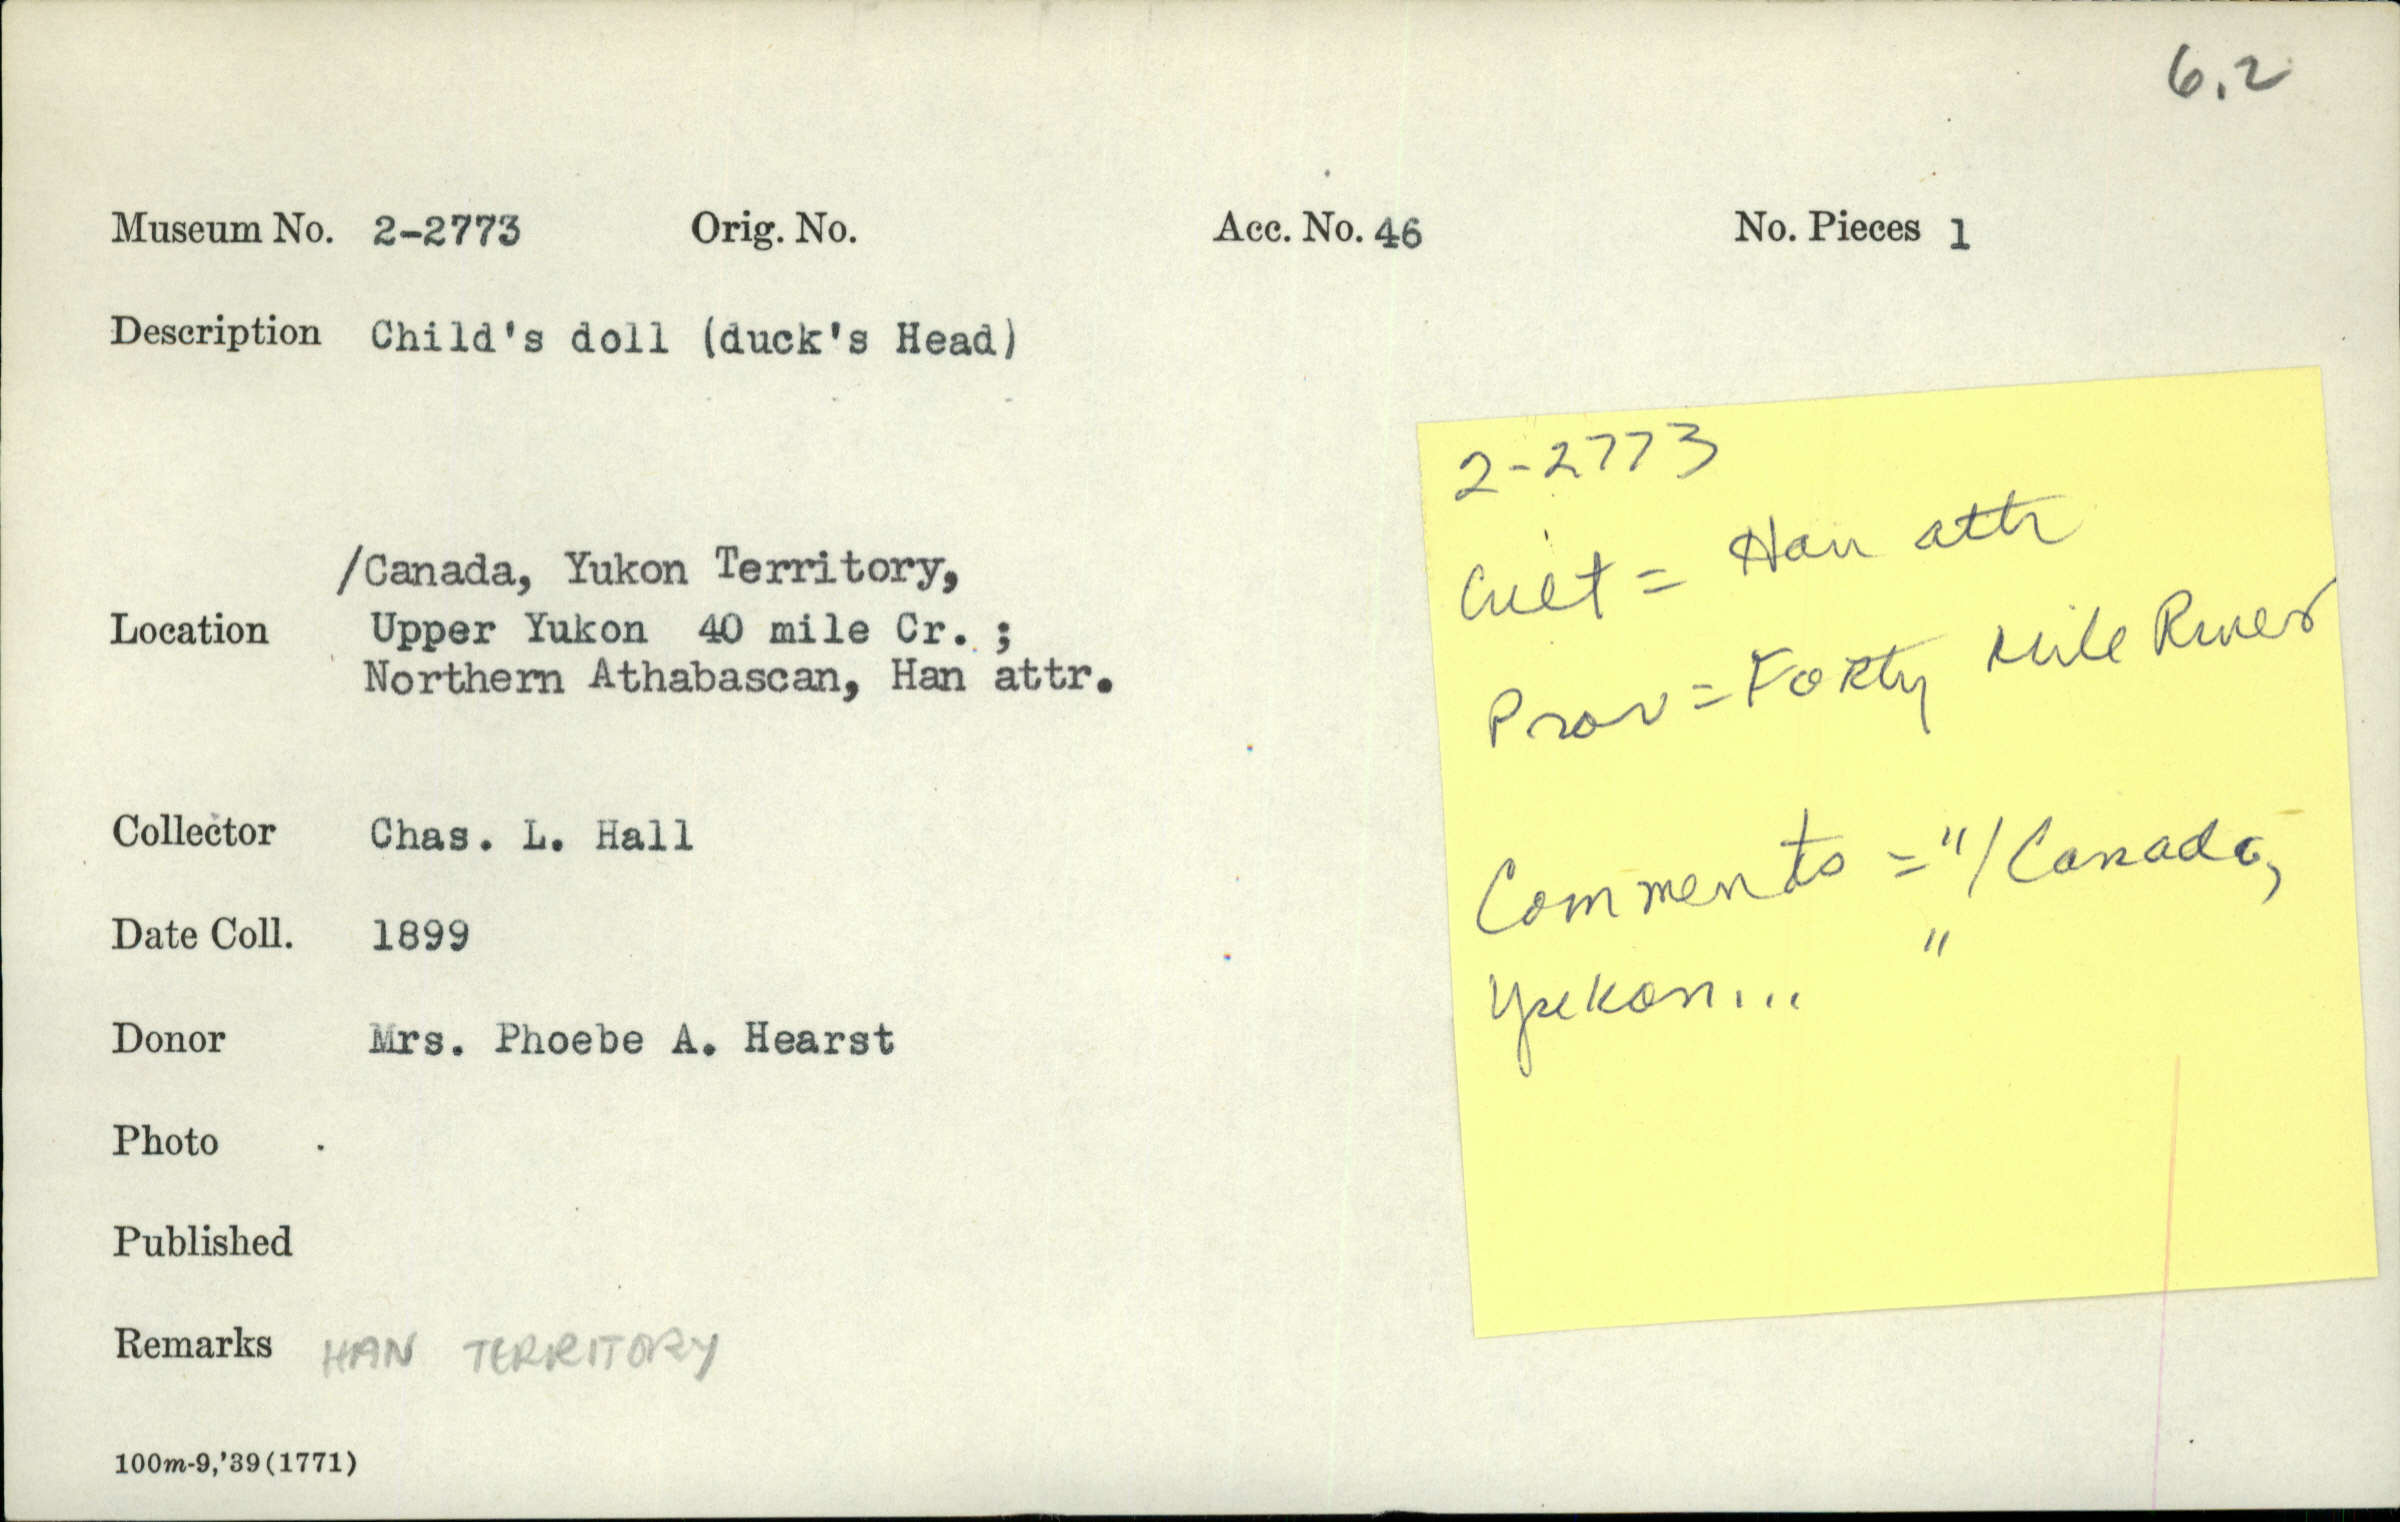 6.2
Museum No. 2-2773 Orig. No. Acc. No. 46 No. Pieces 1
Description Child's doll (duck's Head)
/Canada, Yukon Territory,
Location Upper Yukon 40 mile Cr. ;
Northern Athabascan, Han attr.
Collector Chas. L. Hall
Date Coll. 1899
Donor Mrs. Phoebe A. Hearst
Photo
Published
Remarks HAN TERRITORY
100m-9,'39(1771)
2-2773
Cult = Han attr
Prov = Forty Mile River
Comments = "/Canada,
Yukon... "